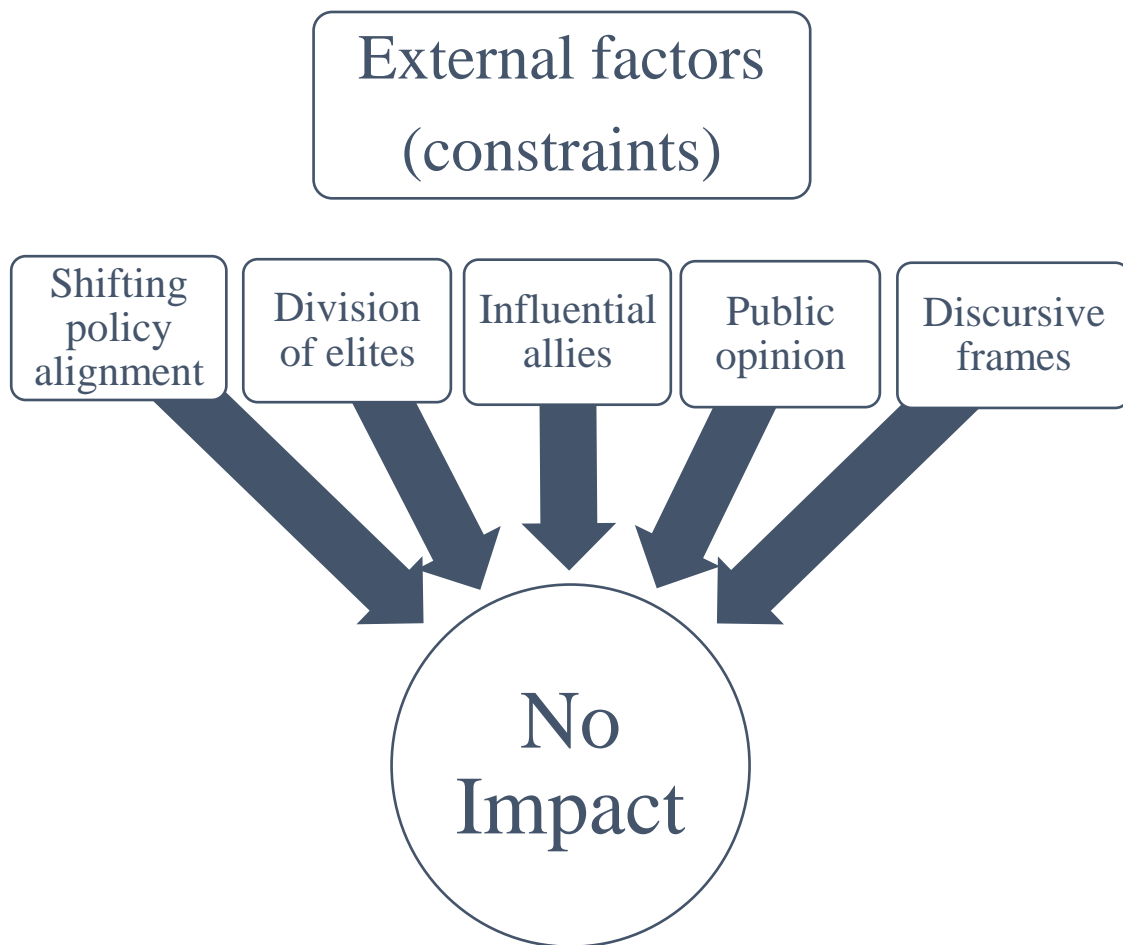 External factors
(constraints)
Shifting
policy
alignment
Division
of elites
Influential
allies
Public
opinion
Discursive
frames
No
Impact